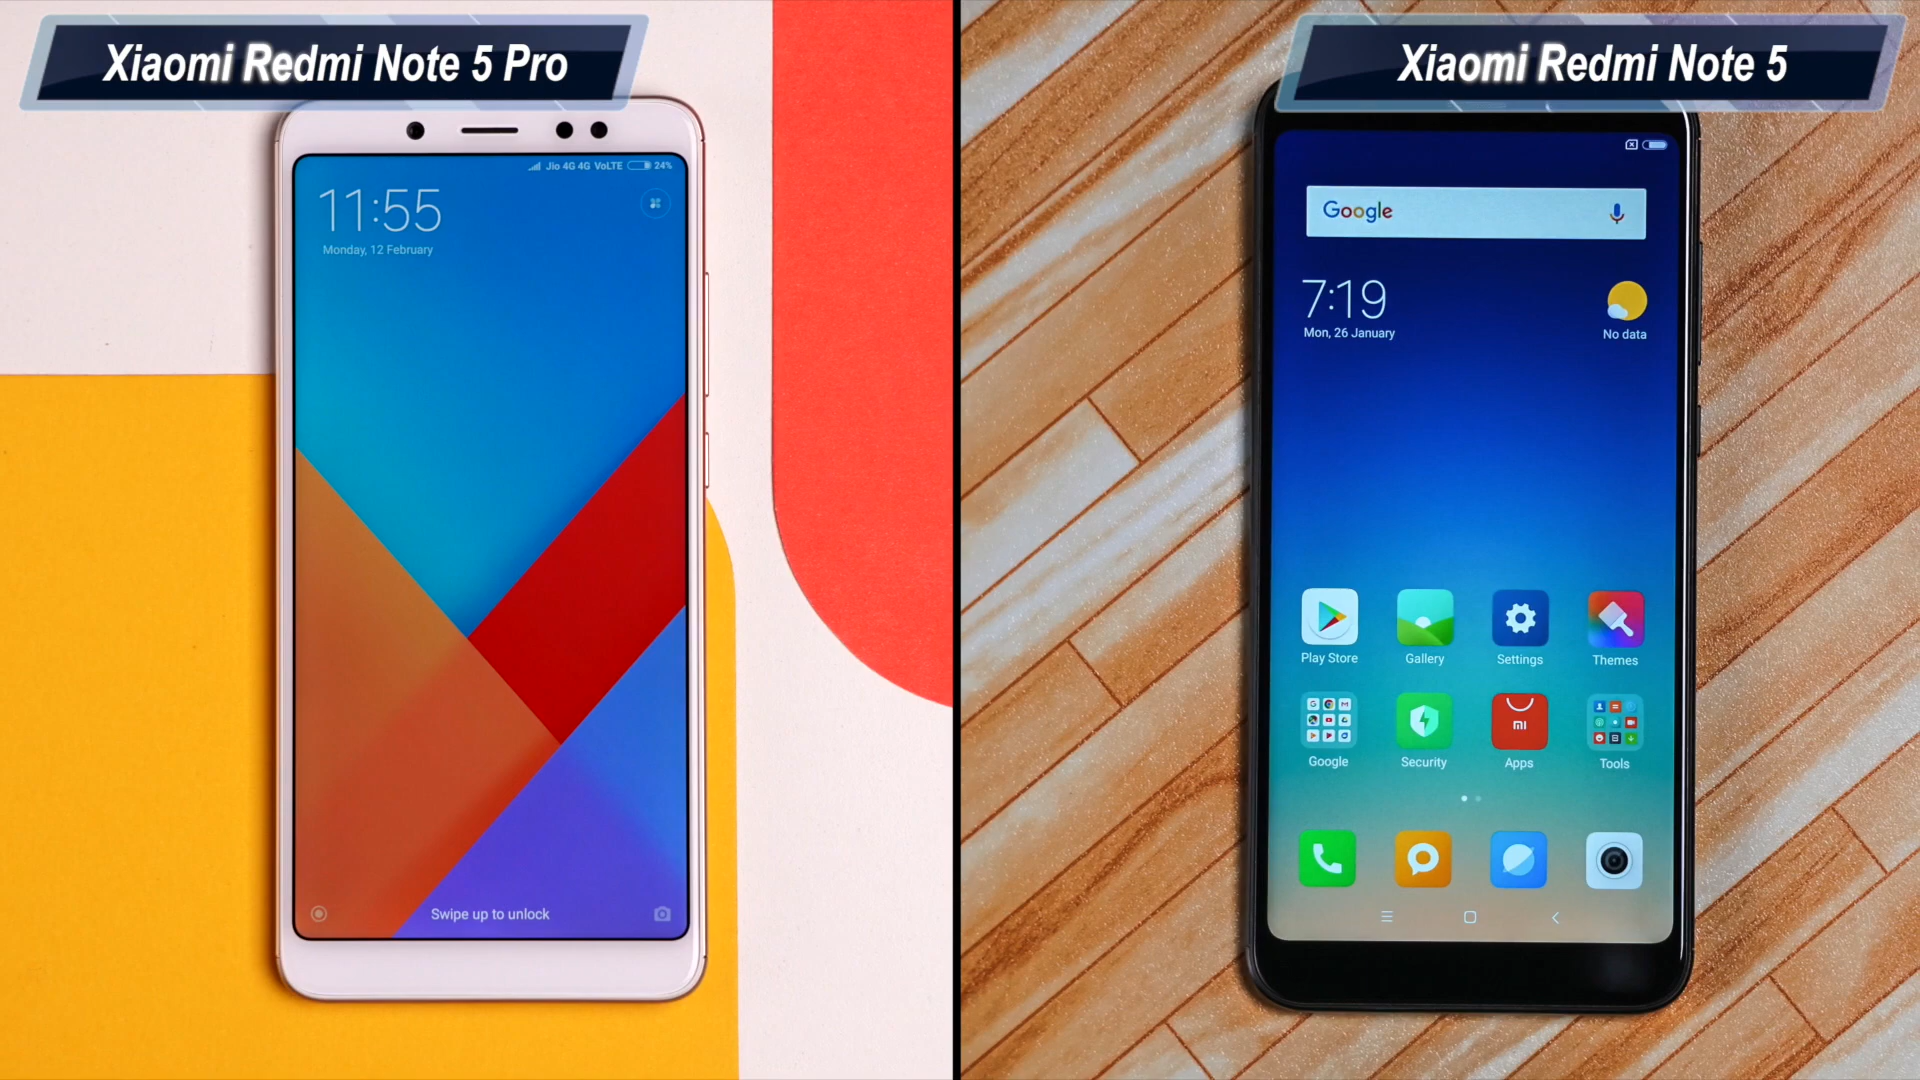 Xiaomi Redmi Note 5 Pro
Jio 4G 4G VoLTE 24%
11:55
Monday, 12 February
Swipe up to unlock
Xiaomi Redmi Note 5
Google
7:19
Mon, 26 January
No data
Play Store
Gallery
Settings
Themes
Google
Security
Apps
Tools